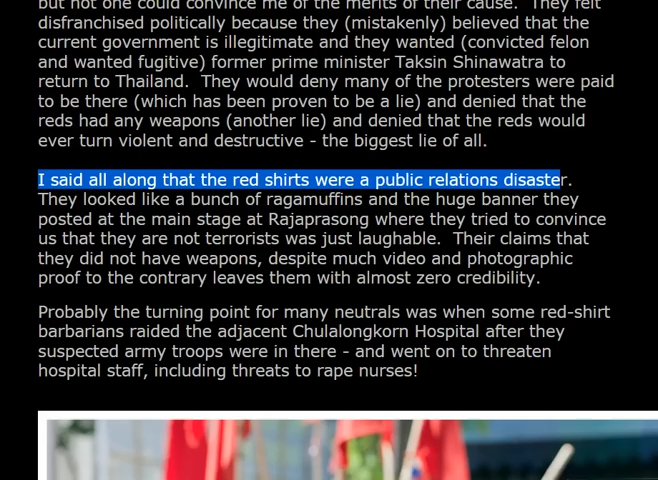 but not one could convince me of the merits of their cause.  They felt
disfranchised politically because they (mistakenly) believed that the
current government is illegitimate and they wanted (convicted felon
and wanted fugitive) former prime minister Taksin Shinawatra to
return to Thailand.  They would deny many of the protesters were paid
to be there (which has been proven to be a lie) and denied that the
reds had any weapons (another lie) and denied that the reds would
ever turn violent and destructive - the biggest lie of all.
I said all along that the red shirts were a public relations disaster.
They looked like a bunch of ragamuffins and the huge banner they
posted at the main stage at Rajaprasong where they tried to convince
us that they are not terrorists was just laughable.  Their claims that
they did not have weapons, despite much video and photographic
proof to the contrary leaves them with almost zero credibility.
Probably the turning point for many neutrals was when some red-shirt
barbarians raided the adjacent Chulalongkorn Hospital after they
suspected army troops were in there - and went on to threaten
hospital staff, including threats to rape nurses!